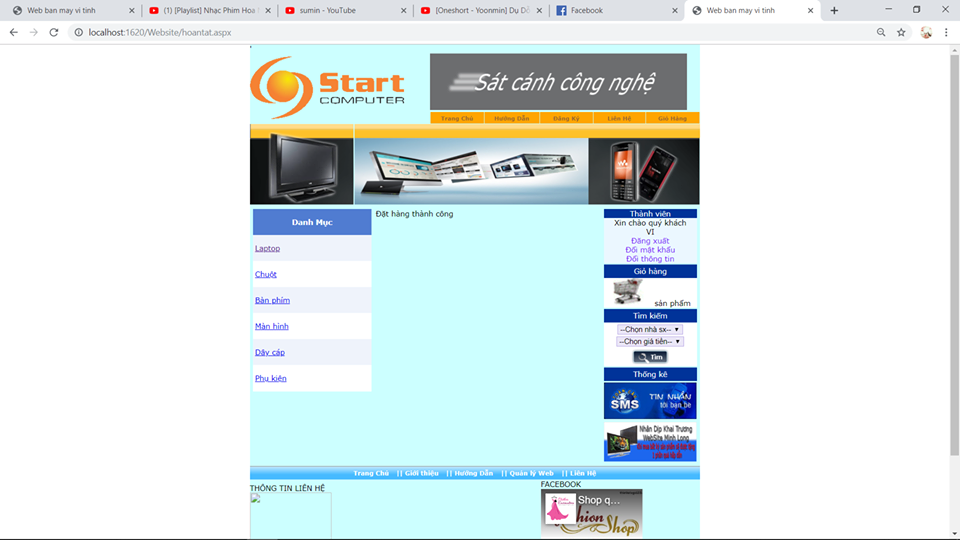 Web ban may vi tinh
(1) [Playlist] Nhạc Phim Hoa
sumin - YouTube
[Oneshort - Yoonmin] Dụ Dỗ
Facebook
Web ban may vi tinh
localhost:1620/Website/hoantat.aspx
Start
COMPUTER
Sát cánh công nghệ
Trang Chủ
Hướng Dẫn
Đăng Ký
Liên Hệ
Giỏ Hàng
Danh Mục
Laptop
Chuột
Bàn phím
Màn hình
Dây cáp
Phụ kiện
Đặt hàng thành công
Thành viên
Xin chào quý khách
VI
Đăng xuất
Đổi mật khẩu
Đổi thông tin
Giỏ hàng
sản phẩm
Tìm kiếm
--Chọn nhà sx--
--Chọn giá tiền--
Tìm
Thống kê
SMS
TIN NHẮN
tới bạn bè
Nhân Dịp Khai Trương
WebSite Minh Long
Trang Chủ || Giới thiệu || Hướng Dẫn || Quản lý Web || Liên Hệ
THÔNG TIN LIÊN HỆ
FACEBOOK
Shop q...
Fashion
Shop